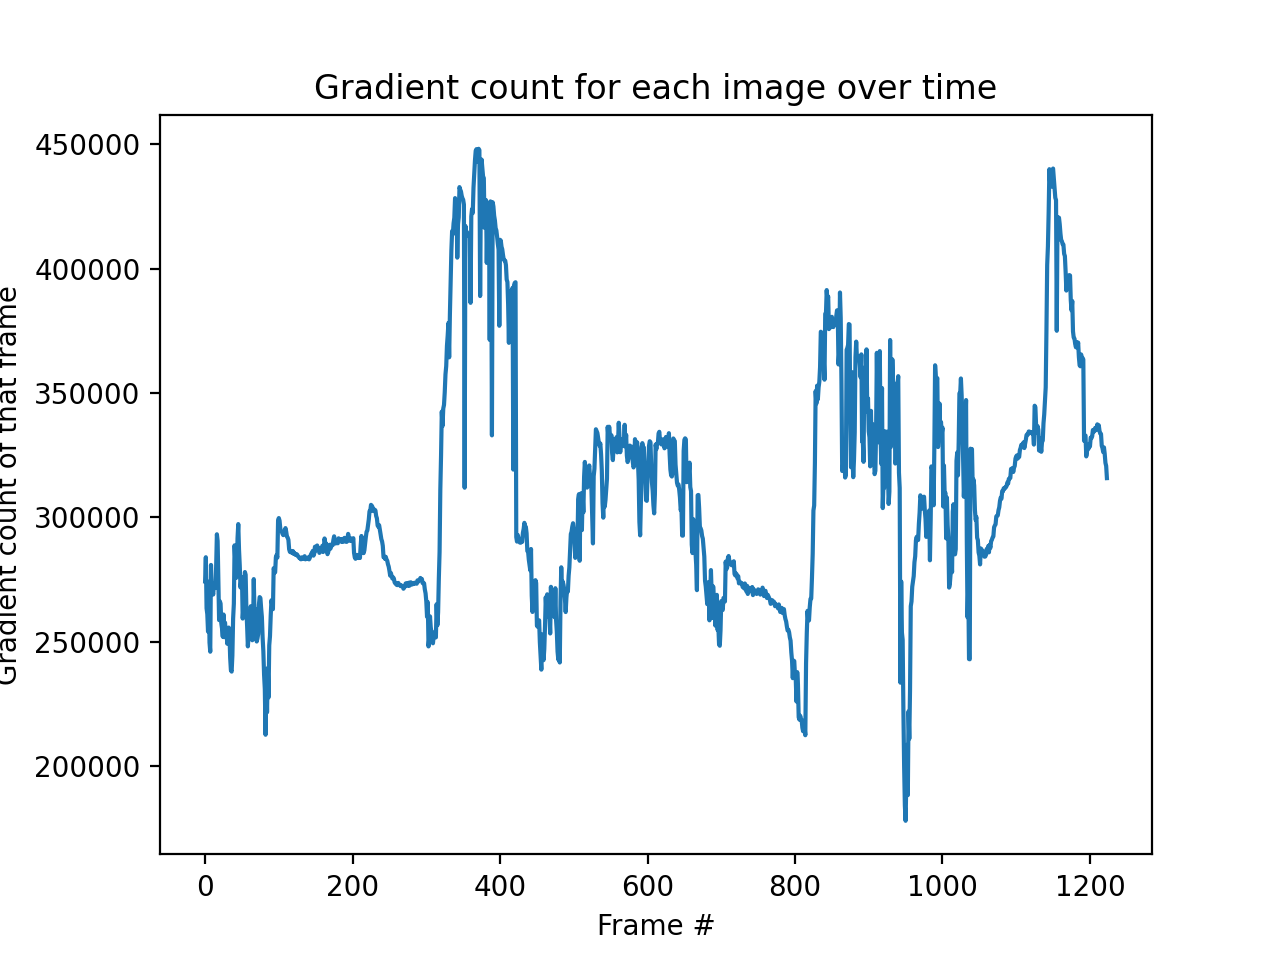 Gradient count for each image over time
Gradient count of that frame
450000
400000
350000
300000
250000
200000
0 200 400 600 800 1000 1200
Frame #